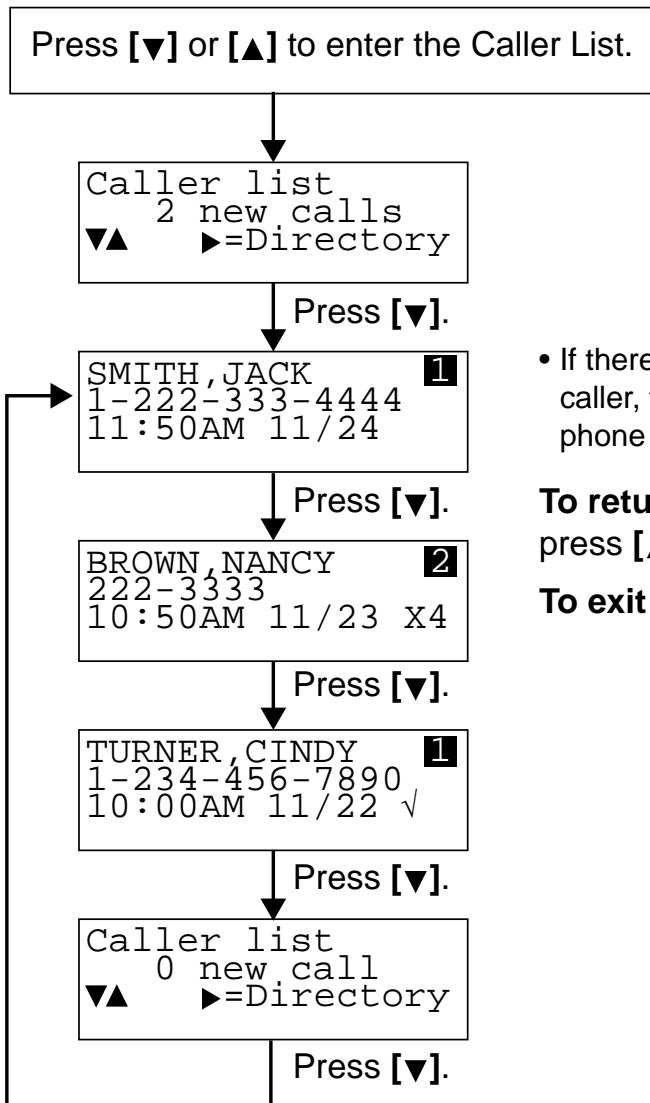 Press [▼] or [▲] to enter the Caller List.
Caller list
2 new calls
▼▲ ▶=Directory
Press [▼].
SMITH,JACK 1
1-222-333-4444
11:50AM 11/24
Press [▼].
BROWN,NANCY 2
222-3333
10:50AM 11/23 X4
Press [▼].
TURNER,CINDY 1
1-234-456-7890
10:00AM 11/22 √
Press [▼].
Caller list
0 new call
▼▲ ▶=Directory
Press [▼].
• If there
caller,
phone
To retu
press [
To exit